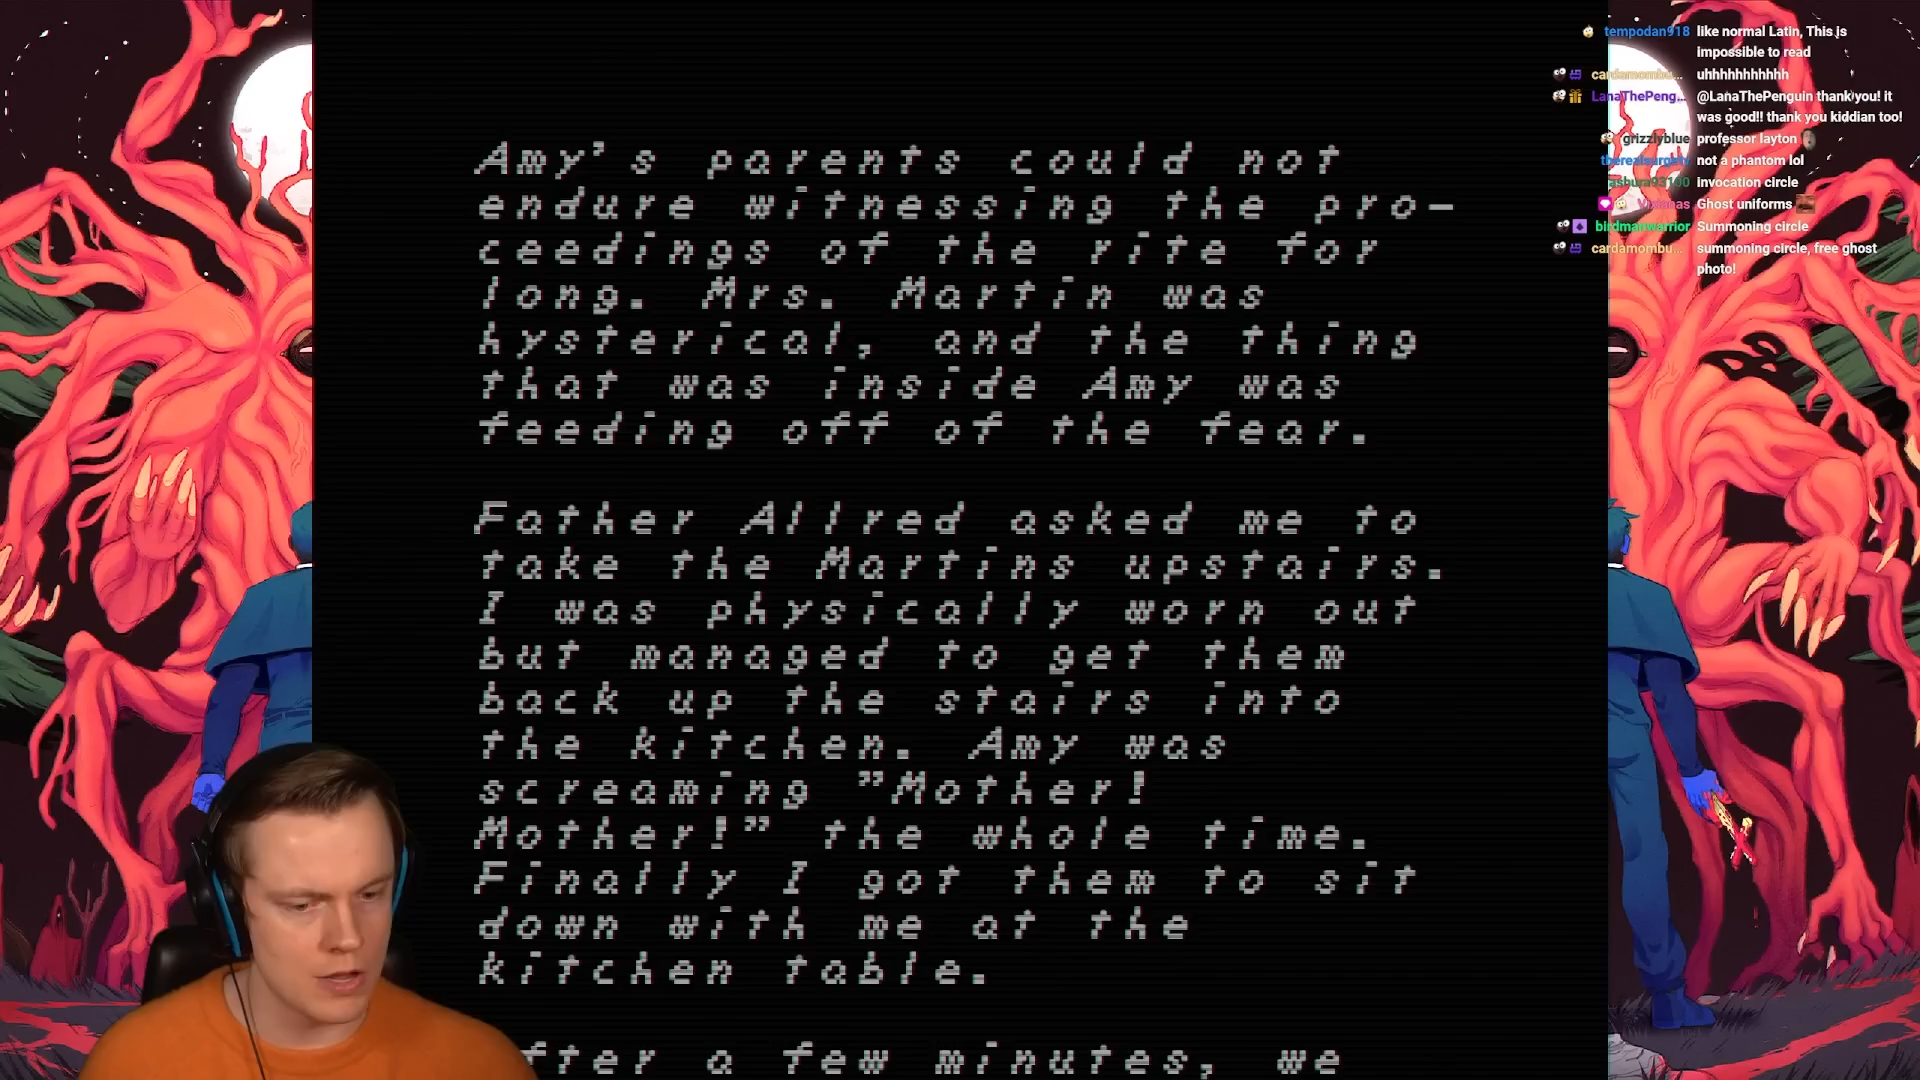 Amy's parents could not
endure witnessing the pro-
ceedings of the rite for
long. Mrs. Martin was
hysterical, and the thing
that was inside Amy was
feeding off of the fear.
Father Allred asked me to
take the Martins upstairs.
I was physically worn out
but managed to get them
back up the stairs into
the kitchen. Amy was
screaming "Mother!
Mother!" the whole time.
Finally I got them to sit
down with me at the
kitchen table.
fter a few minutes, we
tempodan918 like normal Latin, This is
impossible to read
cardamombu... uhhhhhhhhhhh
LanaThePeng... @LanaThePenguin thank you! it
was good!! thank you kiddian too!
grizzlyblue professor layton
not a phantom lol
invocation circle
Ghost uniforms
birdmanwarrior Summoning circle
cardamombu... summoning circle, free ghost
photo!